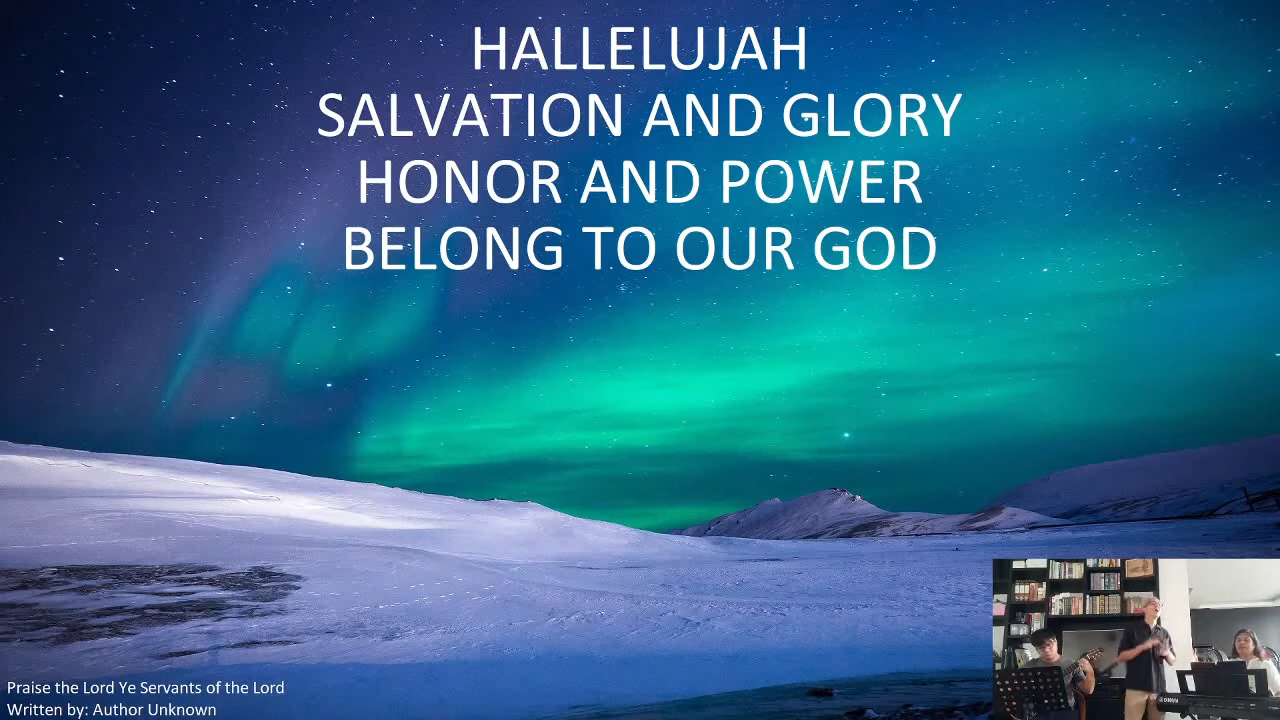 HALLELUJAH
SALVATION AND GLORY
HONOR AND POWER
BELONG TO OUR GOD
Praise the Lord Ye Servants of the Lord
Written by: Author Unknown